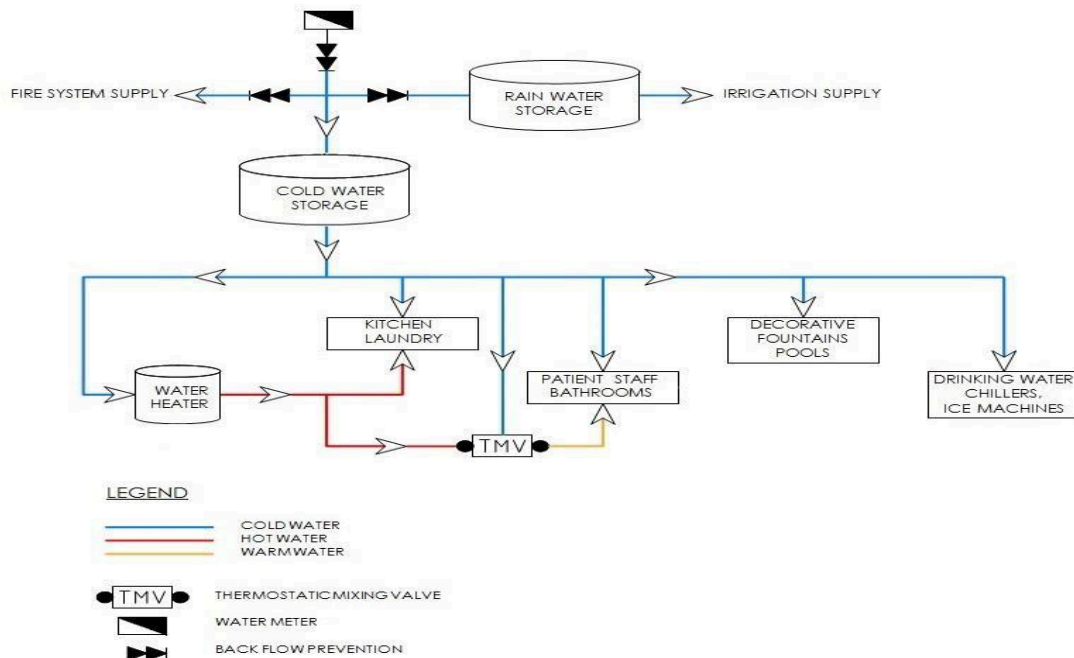 FIRE SYSTEM SUPPLY
RAIN WATER
STORAGE
IRRIGATION SUPPLY
COLD WATER
STORAGE
KITCHEN
LAUNDRY
DECORATIVE
FOUNTAINS
POOLS
WATER
HEATER
PATIENT STAFF
BATHROOMS
DRINKING WATER
CHILLERS,
ICE MACHINES
TMV
LEGEND
COLD WATER
HOT WATER
WARM WATER
TMV
THERMOSTATIC MIXING VALVE
WATER METER
BACK FLOW PREVENTION